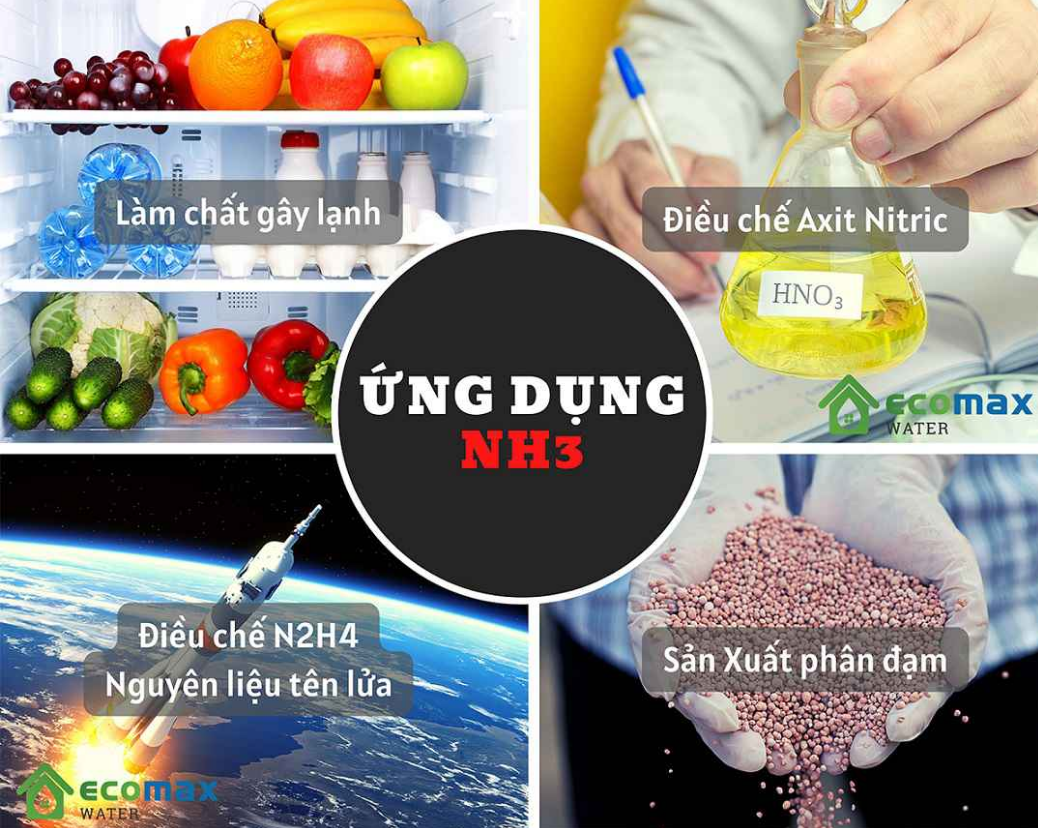 Làm chất gây lạnh
Điều chế Axit Nitric
HNO₃
ecomax
WATER
ỨNG DỤNG
NH3
Điều chế N2H4
Nguyên liệu tên lửa
Sản Xuất phân đạm
ecomax
WATER